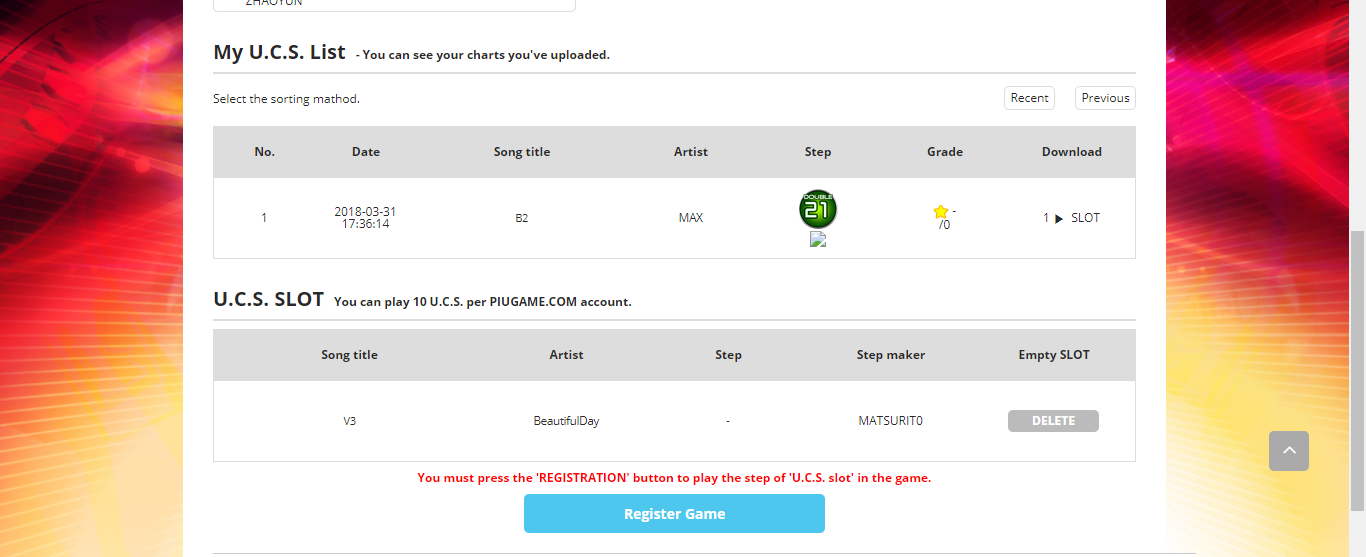 ZHAOYUN
My U.C.S. List - You can see your charts you've uploaded.
Select the sorting mathod.
Recent Previous
No. Date Song title Artist Step Grade Download
1 2018-03-31 17:36:14 B2 MAX DOUBLE 21 - /0 1 ▶ SLOT
U.C.S. SLOT You can play 10 U.C.S. per PIUGAME.COM account.
Song title Artist Step Step maker Empty SLOT
V3 BeautifulDay - MATSURIT0 DELETE
You must press the 'REGISTRATION' button to play the step of 'U.C.S. slot' in the game.
Register Game